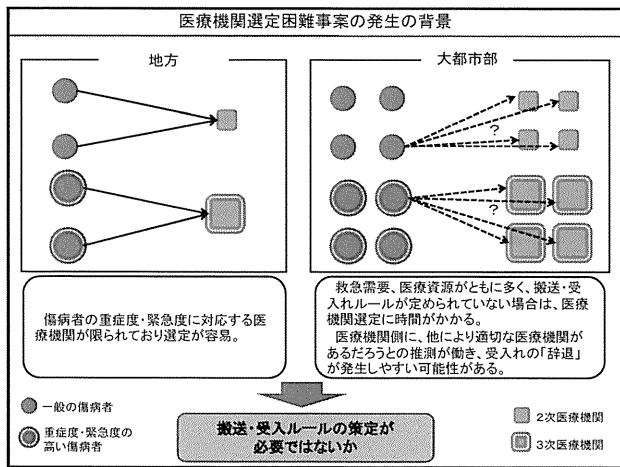 医療機関選定困難事案の発生の背景
地方
大都市部
?
?
傷病者の重症度・緊急度に対応する医
療機関が限られており選定が容易。
救急需要、医療資源がともに多く、搬送・受
入れルールが定められていない場合は、医療
機関選定に時間がかかる。
医療機関側に、他により適切な医療機関が
あるだろうとの推測が働き、受入れの「辞退」
が発生しやすい可能性がある。
一般の傷病者
重症度・緊急度の
高い傷病者
搬送・受入ルールの策定が
必要ではないか
2次医療機関
3次医療機関